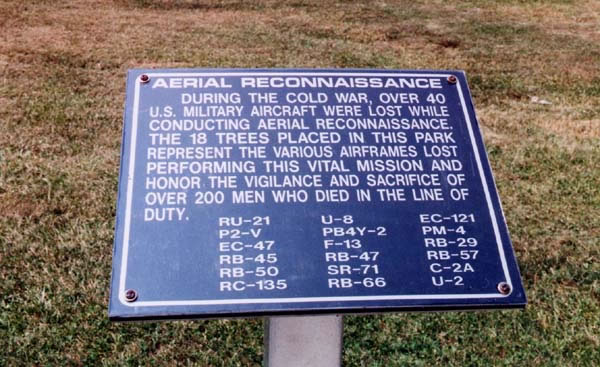 AERIAL RECONNAISSANCE
DURING THE COLD WAR, OVER 40
U.S. MILITARY AIRCRAFT WERE LOST WHILE
CONDUCTING AERIAL RECONNAISSANCE.
THE 18 TREES PLACED IN THIS PARK
REPRESENT THE VARIOUS AIRFRAMES LOST
PERFORMING THIS VITAL MISSION AND
HONOR THE VIGILANCE AND SACRIFICE OF
OVER 200 MEN WHO DIED IN THE LINE OF
DUTY.
RU-21 U-8 EC-121
P2-V PB4Y-2 PM-4
EC-47 F-13 RB-29
RB-45 RB-47 RB-57
RB-50 SR-71 C-2A
RC-135 RB-66 U-2